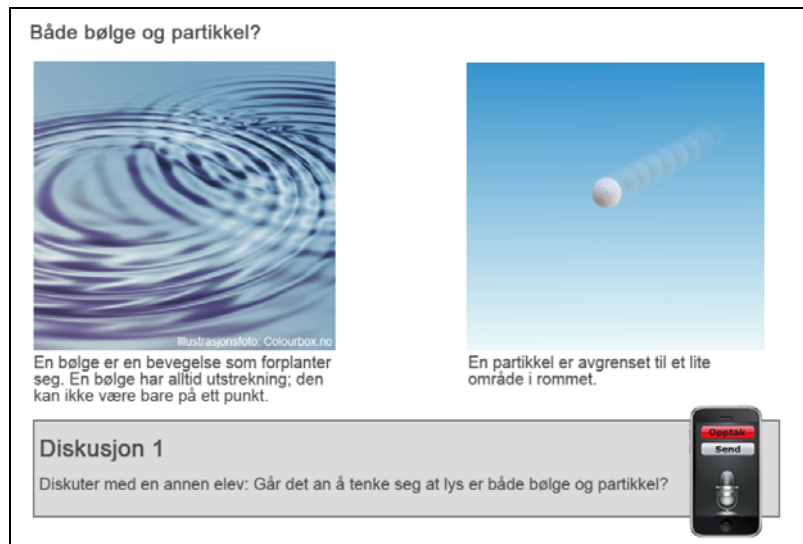 Både bølge og partikkel?
Illustrasjonsfoto: Colourbox.no
En bølge er en bevegelse som forplanter
seg. En bølge har alltid utstrekning; den
kan ikke være bare på ett punkt.
En partikkel er avgrenset til et lite
område i rommet.
Diskusjon 1
Diskuter med en annen elev: Går det an å tenke seg at lys er både bølge og partikkel?
Opptak
Send